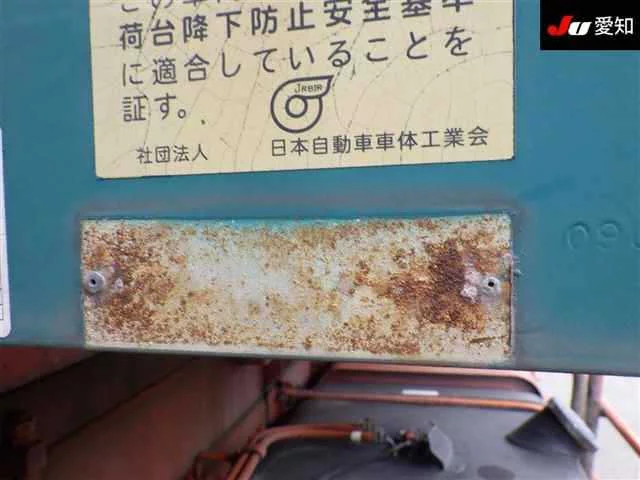 JU 愛知
荷台降下防止安全基準
に適合していることを
証す。
JABIA
社団法人 日本自動車車体工業会